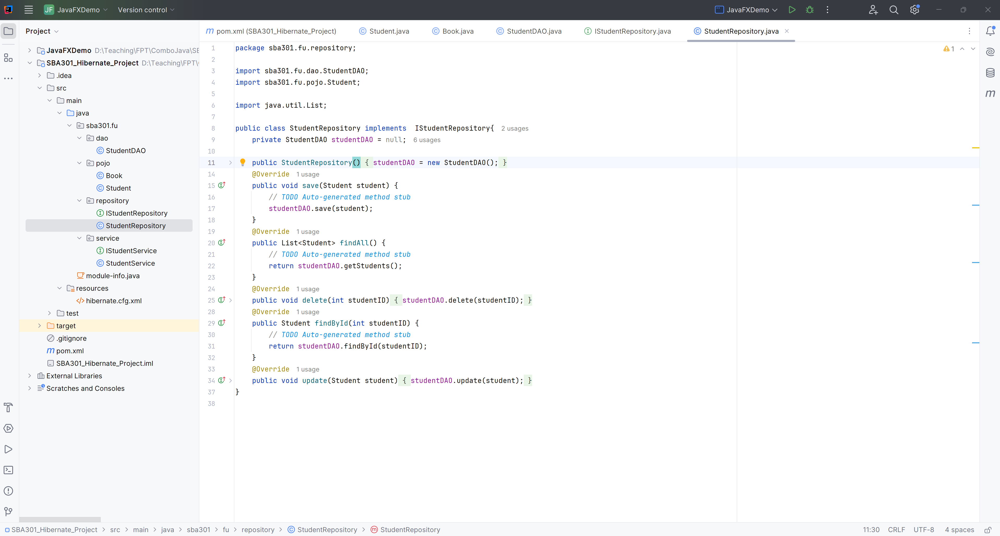 JF JavaFXDemo Version control JavaFXDemo
Project
pom.xml (SBA301_Hibernate_Project) Student.java Book.java StudentDAO.java IStudentRepository.java StudentRepository.java
JavaFXDemo D:\Teaching\FPT\ComboJava\SE
SBA301_Hibernate_Project D:\Teaching\FPT\
.idea
src
main
java
sba301.fu
dao
StudentDAO
pojo
Book
Student
repository
IStudentRepository
StudentRepository
service
IStudentService
StudentService
module-info.java
resources
hibernate.cfg.xml
test
target
.gitignore
pom.xml
SBA301_Hibernate_Project.iml
External Libraries
Scratches and Consoles
1 package sba301.fu.repository;
2
3 import sba301.fu.dao.StudentDAO;
4 import sba301.fu.pojo.Student;
5
6 import java.util.List;
7
8 public class StudentRepository implements  IStudentRepository{ 2 usages
9 private StudentDAO studentDAO = null; 6 usages
10
11 public StudentRepository() { studentDAO = new StudentDAO(); }
14 @Override 1 usage
15 public void save(Student student) {
16 // TODO Auto-generated method stub
17 studentDAO.save(student);
18 }
19 @Override 1 usage
20 public List<Student> findAll() {
21 // TODO Auto-generated method stub
22 return studentDAO.getStudents();
23 }
24 @Override 1 usage
25 public void delete(int studentID) { studentDAO.delete(studentID); }
28 @Override 1 usage
29 public Student findById(int studentID) {
30 // TODO Auto-generated method stub
31 return studentDAO.findById(studentID);
32 }
33 @Override 1 usage
34 public void update(Student student) { studentDAO.update(student); }
37 }
38
1
SBA301_Hibernate_Project > src > main > java > sba301 > fu > repository > StudentRepository > StudentRepository 11:30 CRLF UTF-8 4 spaces